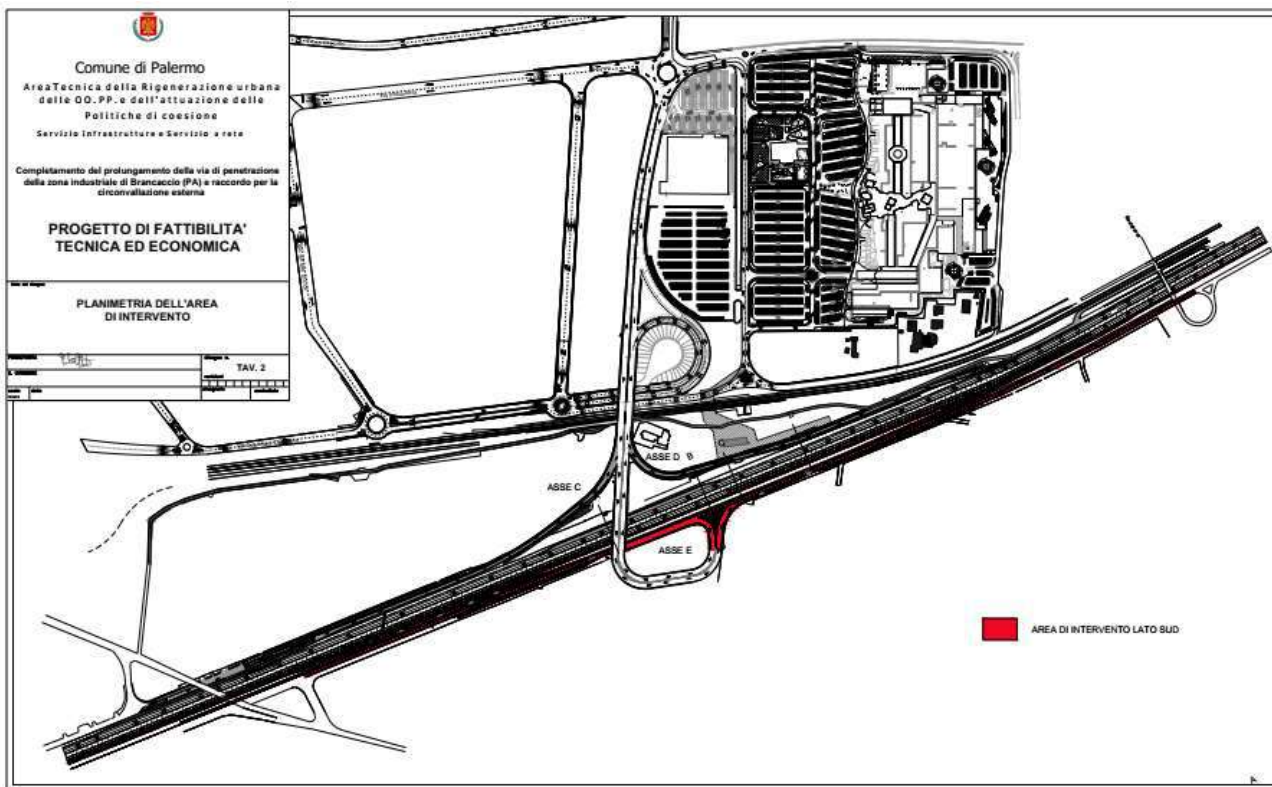 Comune di Palermo
Area Tecnica della Rigenerazione urbana
delle OO.PP. e dell'attuazione delle
Politiche di coesione
Servizio Infrastrutture e Servizio a rete
Completamento del prolungamento della via di penetrazione
della zona industriale di Brancaccio (PA) e raccordo per la
circonvallazione esterna
PROGETTO DI FATTIBILITA'
TECNICA ED ECONOMICA
PLANIMETRIA DELL'AREA
DI INTERVENTO
TAV. 2
ASSE D
B
ASSE C
ASSE E
AREA DI INTERVENTO LATO SUD